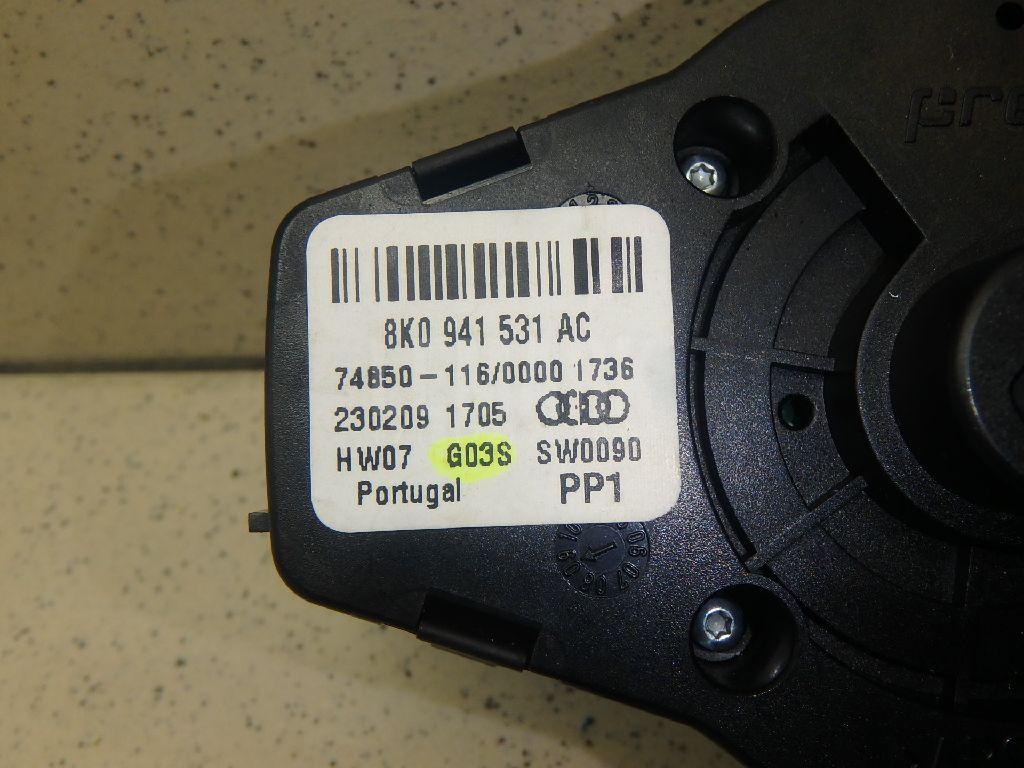 8K0 941 531 AC
74850-116/0000 1736
230209 1705
HW07 G03S SW0090
Portugal PP1